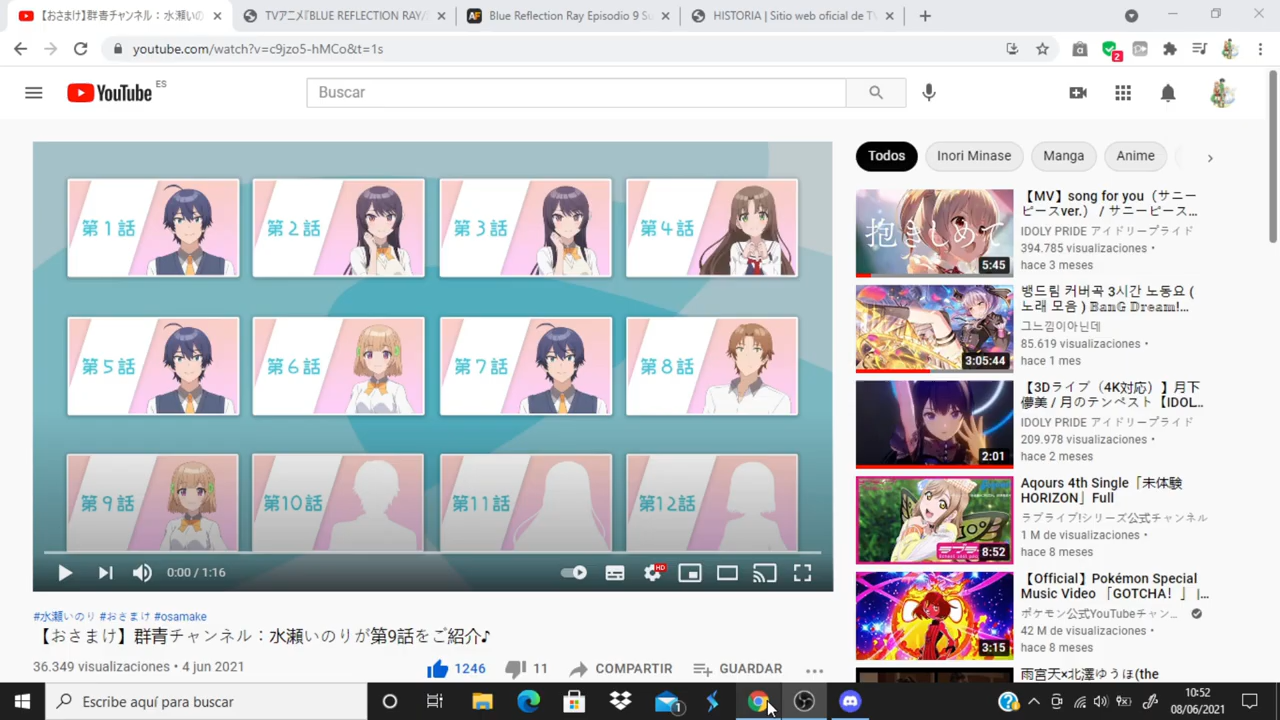 【おさまけ】群青チャンネル：水瀬いの
TVアニメ『BLUE REFLECTION RAY/
Blue Reflection Ray Episodio 9 Su
HISTORIA | Sitio web oficial de TV
youtube.com/watch?v=c9jzo5-hMCo&t=1s
2
YouTube ES
Buscar
第1話
第2話
第3話
第4話
第5話
第6話
第7話
第8話
第9話
第10話
第11話
第12話
0:00 / 1:16
HD
#水瀬いのり #おさまけ #osamake
【おさまけ】群青チャンネル：水瀬いのりが第9話をご紹介♪
36.349 visualizaciones • 4 jun 2021
1246
11
COMPARTIR
GUARDAR
Todos
Inori Minase
Manga
Anime
抱きしめて
5:45
【MV】song for you（サニー
ピースver.） / サニーピース...
IDOLY PRIDE アイドリープライド
394.785 visualizaciones •
hace 3 meses
3:05:44
뱅드림 커버곡 3시간 노동요 (
노래 모음 ) 𝔹𝕒𝕟𝔾 𝔻𝕣𝕖𝕒𝕞!...
그느낌이아닌데
85.619 visualizaciones •
hace 1 mes
2:01
【3Dライブ（4K対応）】月下
儚美 / 月のテンペスト【IDOL...
IDOLY PRIDE アイドリープライド
209.978 visualizaciones •
hace 2 meses
8:52
Aqours 4th Single「未体験
HORIZON」Full
ラブライブ!シリーズ公式チャンネル
1 M de visualizaciones •
hace 8 meses
3:15
【Official】Pokémon Special
Music Video 「GOTCHA！」 |...
ポケモン公式YouTubeチャン...
42 M de visualizaciones •
hace 8 meses
雨宮天×北澤ゆうほ(the
Escribe aquí para buscar
1
10:52
08/06/2021